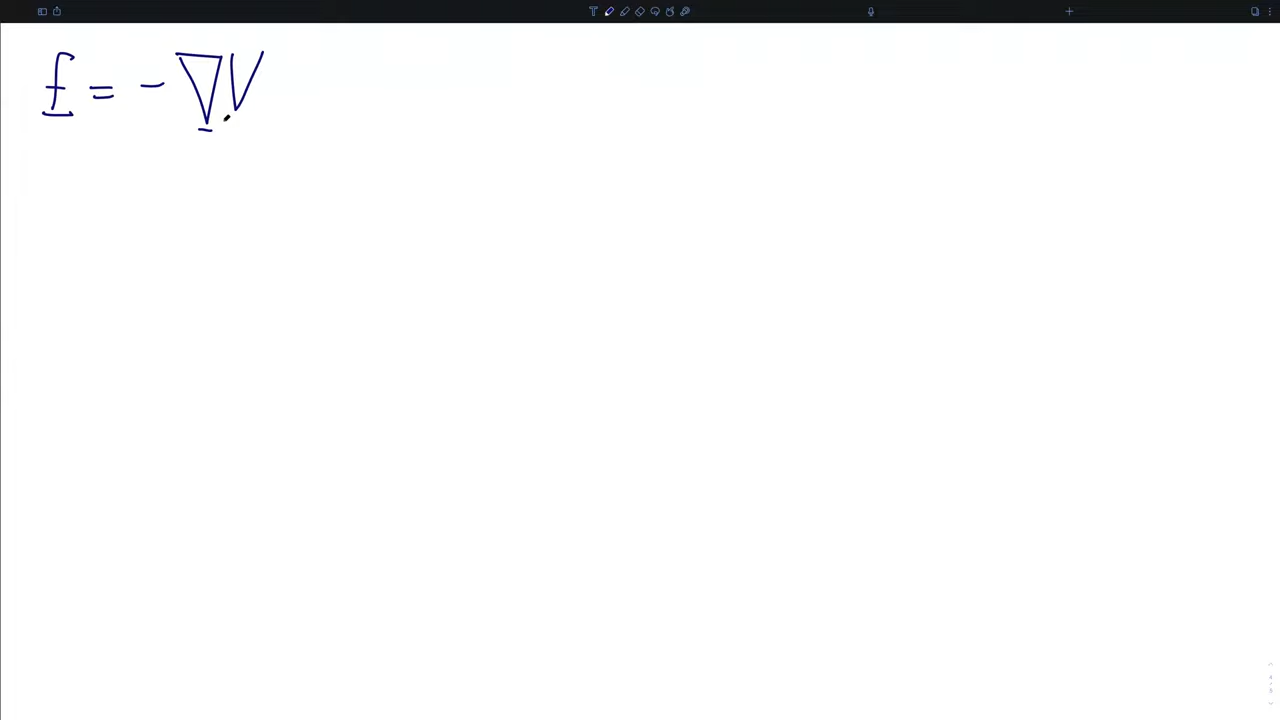 f = - ∇V